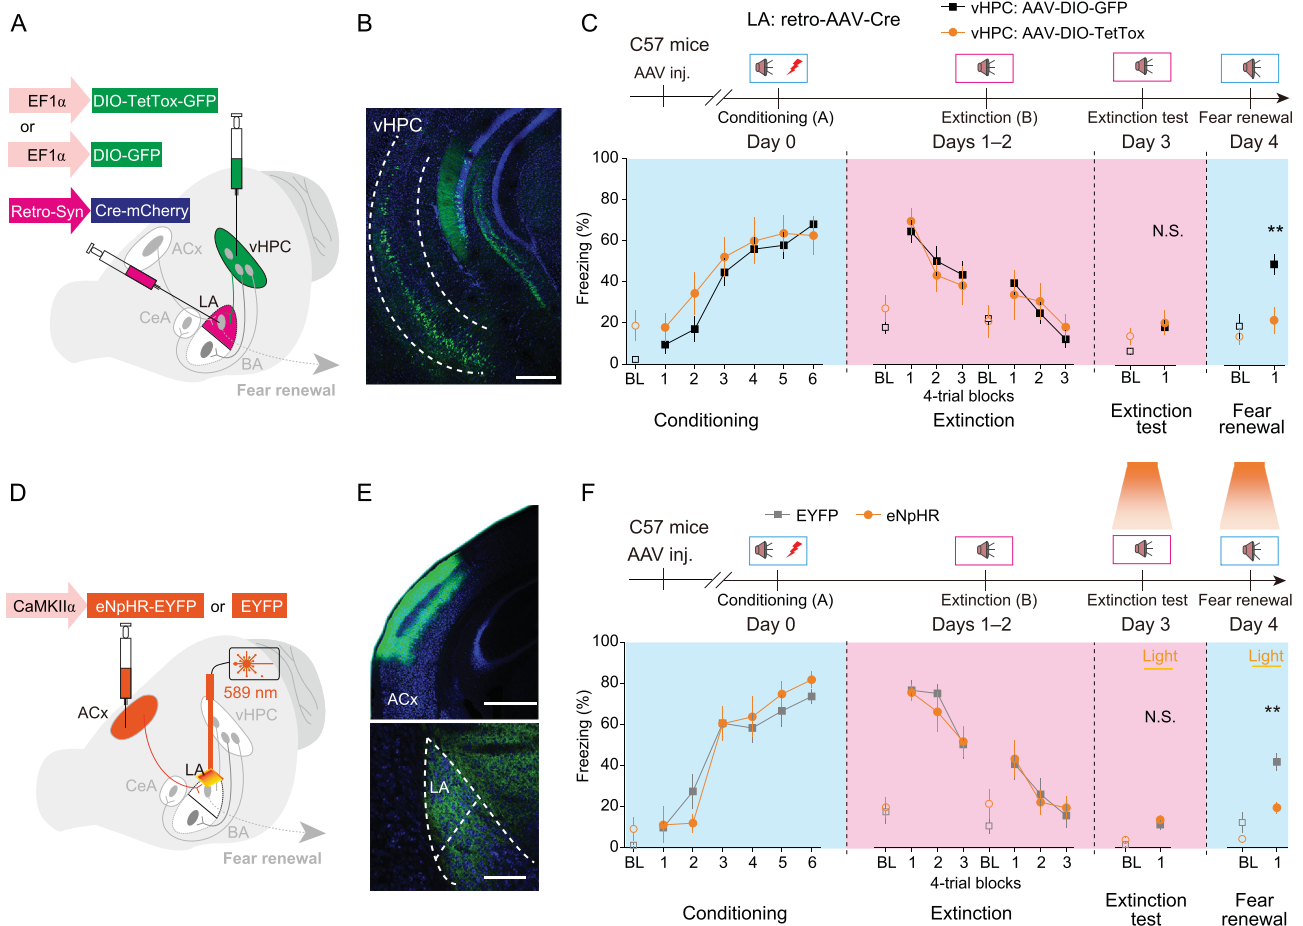 A
EF1α
DIO-TetTox-GFP
or
EF1α
DIO-GFP
Retro-Syn
Cre-mCherry
ACx
vHPC
LA
CeA
BA
Fear renewal
B
vHPC
C
LA: retro-AAV-Cre
vHPC: AAV-DIO-GFP
vHPC: AAV-DIO-TetTox
C57 mice
AAV inj.
Conditioning (A)
Extinction (B)
Extinction test
Fear renewal
Day 0
Days 1–2
Day 3
Day 4
Freezing (%)
100
80
60
40
20
0
N.S.
**
BL 1 2 3 4 5 6
BL 1 2 3 BL 1 2 3
BL 1
BL 1
4-trial blocks
Conditioning
Extinction
Extinction
test
Fear
renewal
D
CaMKIIα
eNpHR-EYFP
or
EYFP
589 nm
ACx
vHPC
LA
CeA
BA
Fear renewal
E
ACx
LA
F
EYFP
eNpHR
C57 mice
AAV inj.
Conditioning (A)
Extinction (B)
Extinction test
Fear renewal
Day 0
Days 1–2
Day 3
Day 4
Freezing (%)
100
80
60
40
20
0
Light
Light
N.S.
**
BL 1 2 3 4 5 6
BL 1 2 3 BL 1 2 3
BL 1
BL 1
4-trial blocks
Conditioning
Extinction
Extinction
test
Fear
renewal